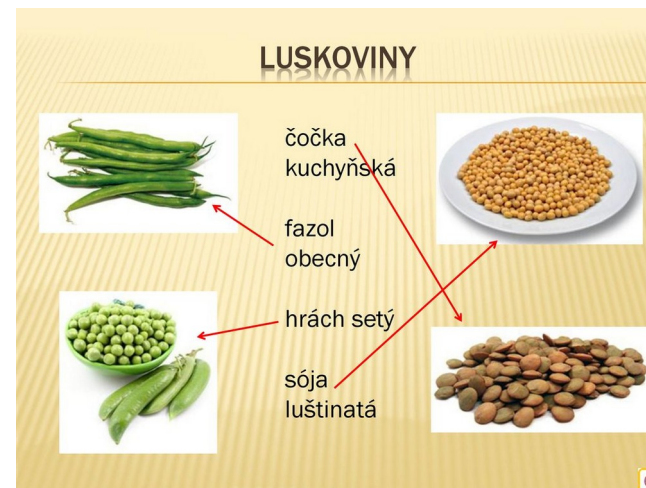 LUSKOVINY
čočka
kuchyňská
fazol
obecný
hrách setý
sója
luštinatá